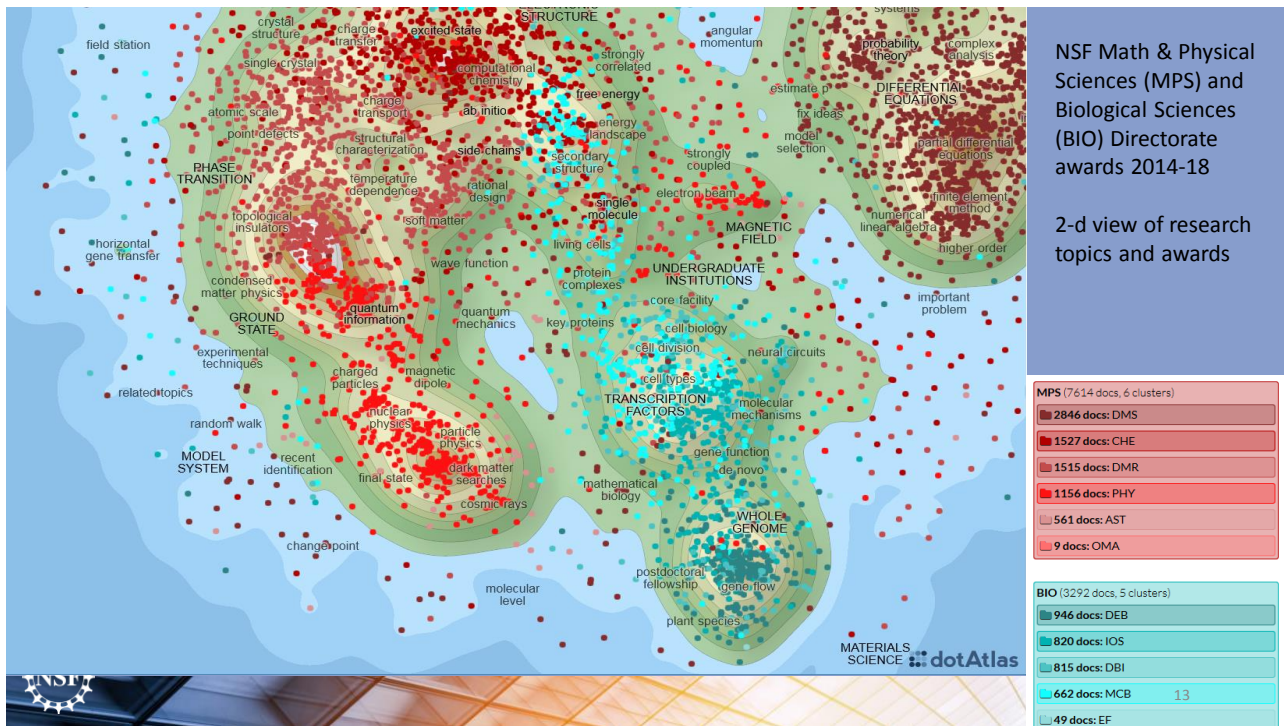 ELECTRONIC
STRUCTURE
crystal
structure
charge
transfer
excited state
systems
field station
single crystal
computational
chemistry
strongly
correlated
angular
momentum
probability
theory
complex
analysis
atomic scale
charge
transport
ab initio
free energy
estimate p
DIFFERENTIAL
EQUATIONS
fix ideas
point defects
structural
characterization
side chains
energy
landscape
model
selection
partial differential
equations
PHASE
TRANSITION
temperature
dependence
rational
design
secondary
structure
strongly
coupled
electron beam
topological
insulators
soft matter
single
molecule
finite element
method
numerical
linear algebra
MAGNETIC
FIELD
horizontal
gene transfer
living cells
higher order
condensed
matter physics
wave function
protein
complexes
UNDERGRADUATE
INSTITUTIONS
GROUND
STATE
quantum
information
quantum
mechanics
key proteins
core facility
cell biology
important
problem
experimental
techniques
cell division
neural circuits
related topics
charged
particles
magnetic
dipole
cell types
TRANSCRIPTION
FACTORS
molecular
mechanisms
random walk
nuclear
physics
particle
physics
gene function
MODEL
SYSTEM
recent
identification
final state
dark matter
searches
de novo
mathematical
biology
cosmic rays
WHOLE
GENOME
change point
molecular
level
postdoctoral
fellowship
gene flow
plant species
MATERIALS
SCIENCE
dotAtlas
NSF
NSF Math & Physical
Sciences (MPS) and
Biological Sciences
(BIO) Directorate
awards 2014-18
2-d view of research
topics and awards
MPS (7614 docs, 6 clusters)
2846 docs: DMS
1527 docs: CHE
1515 docs: DMR
1156 docs: PHY
561 docs: AST
9 docs: OMA
BIO (3292 docs, 5 clusters)
946 docs: DEB
820 docs: IOS
815 docs: DBI
662 docs: MCB
13
49 docs: EF